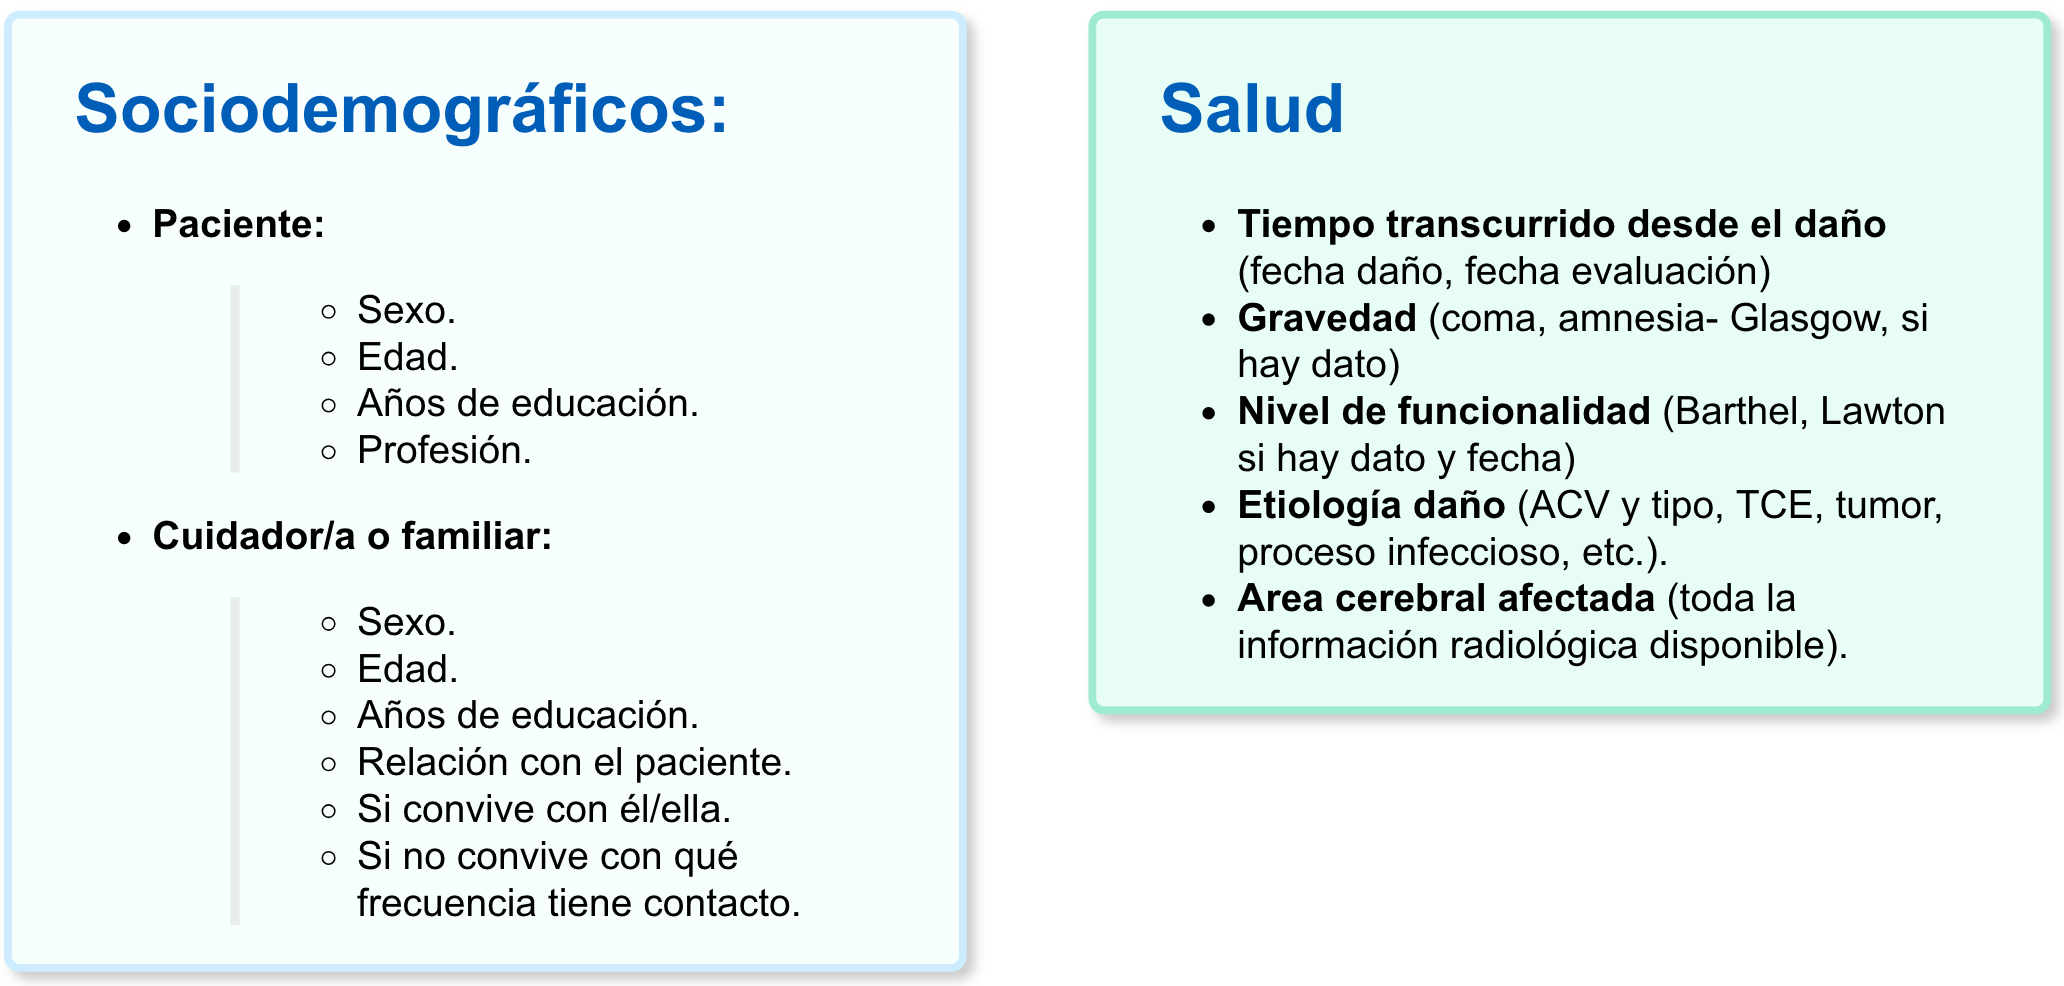 Sociodemográficos:
• Paciente:
◦ Sexo.
◦ Edad.
◦ Años de educación.
◦ Profesión.
• Cuidador/a o familiar:
◦ Sexo.
◦ Edad.
◦ Años de educación.
◦ Relación con el paciente.
◦ Si convive con él/ella.
◦ Si no convive con qué
frecuencia tiene contacto.
Salud
• Tiempo transcurrido desde el daño
(fecha daño, fecha evaluación)
• Gravedad (coma, amnesia- Glasgow, si
hay dato)
• Nivel de funcionalidad (Barthel, Lawton
si hay dato y fecha)
• Etiología daño (ACV y tipo, TCE, tumor,
proceso infeccioso, etc.).
• Area cerebral afectada (toda la
información radiológica disponible).